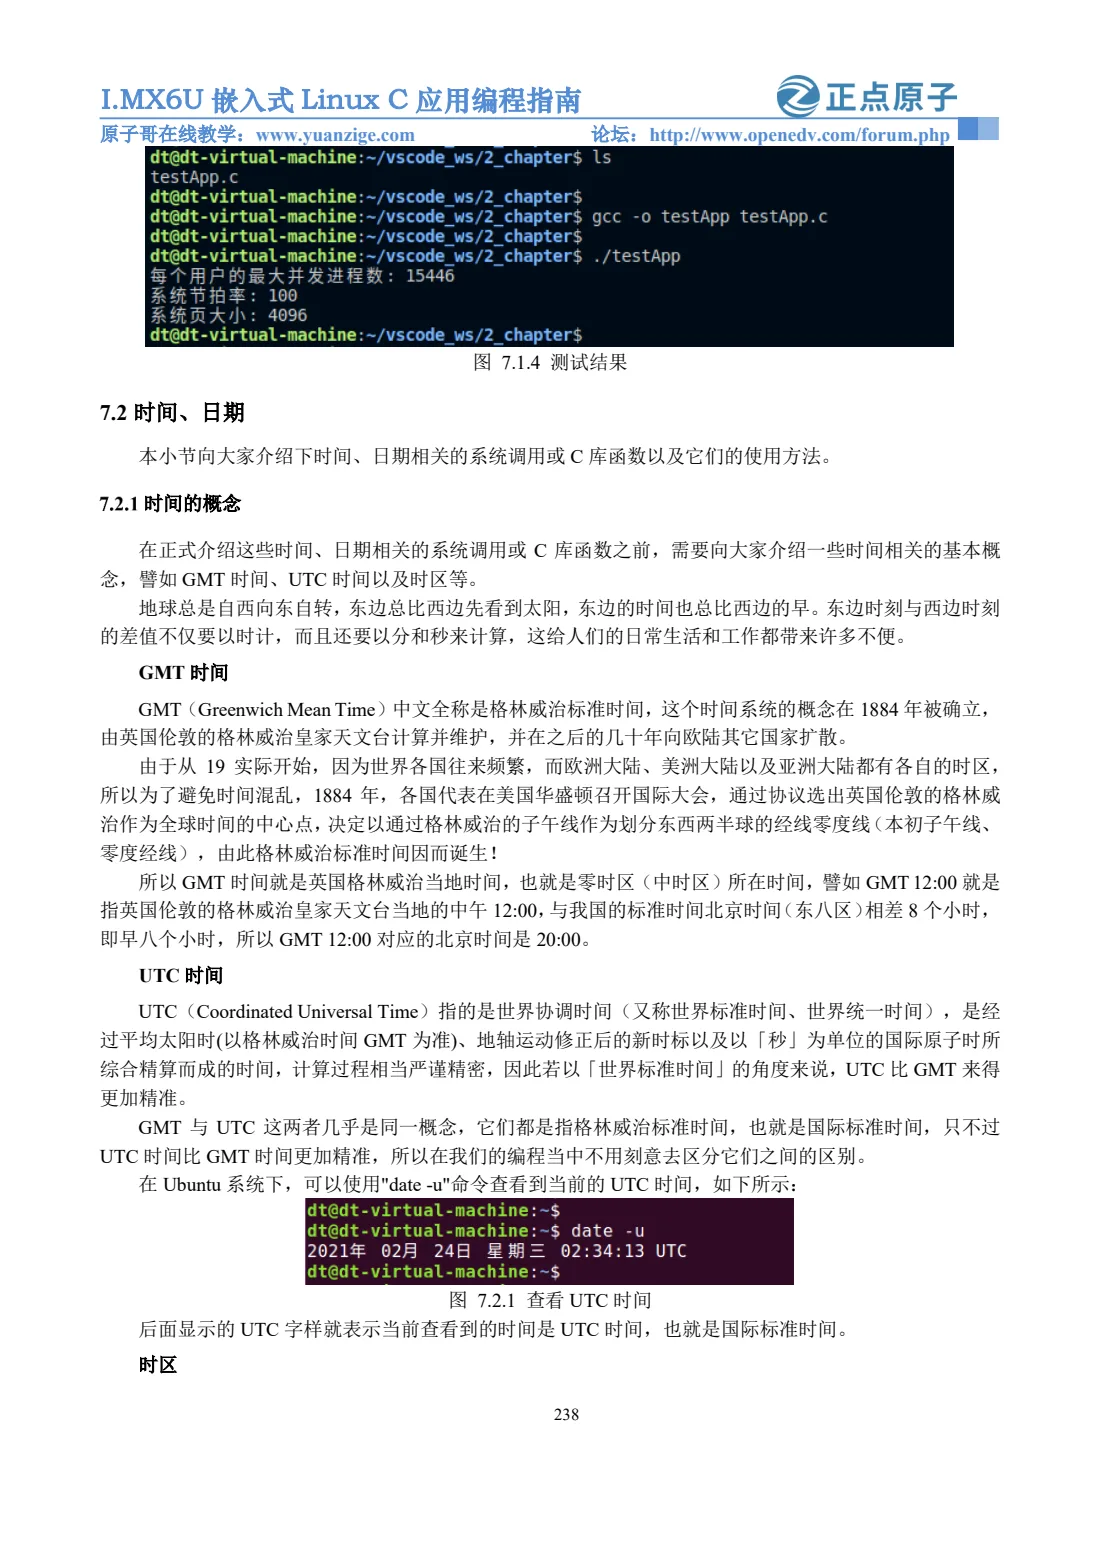 I.MX6U 嵌入式 Linux C 应用编程指南
正点原子
原子哥在线教学：www.yuanzige.com 论坛：http://www.openedv.com/forum.php
dt@dt-virtual-machine:~/vscode_ws/2_chapter$ ls
testApp.c
dt@dt-virtual-machine:~/vscode_ws/2_chapter$
dt@dt-virtual-machine:~/vscode_ws/2_chapter$ gcc -o testApp testApp.c
dt@dt-virtual-machine:~/vscode_ws/2_chapter$
dt@dt-virtual-machine:~/vscode_ws/2_chapter$ ./testApp
每个用户的最大并发进程数: 15446
系统节拍率: 100
系统页大小: 4096
dt@dt-virtual-machine:~/vscode_ws/2_chapter$
图 7.1.4 测试结果
7.2 时间、日期
本小节向大家介绍下时间、日期相关的系统调用或 C 库函数以及它们的使用方法。
7.2.1 时间的概念
在正式介绍这些时间、日期相关的系统调用或 C 库函数之前，需要向大家介绍一些时间相关的基本概
念，譬如 GMT 时间、UTC 时间以及时区等。
地球总是自西向东自转，东边总比西边先看到太阳，东边的时间也总比西边的早。东边时刻与西边时刻
的差值不仅要以时计，而且还要以分和秒来计算，这给人们的日常生活和工作都带来许多不便。
GMT 时间
GMT（Greenwich Mean Time）中文全称是格林威治标准时间，这个时间系统的概念在 1884 年被确立，
由英国伦敦的格林威治皇家天文台计算并维护，并在之后的几十年向欧陆其它国家扩散。
由于从 19 实际开始，因为世界各国往来频繁，而欧洲大陆、美洲大陆以及亚洲大陆都有各自的时区，
所以为了避免时间混乱，1884 年，各国代表在美国华盛顿召开国际大会，通过协议选出英国伦敦的格林威
治作为全球时间的中心点，决定以通过格林威治的子午线作为划分东西两半球的经线零度线（本初子午线、
零度经线），由此格林威治标准时间因而诞生！
所以 GMT 时间就是英国格林威治当地时间，也就是零时区（中时区）所在时间，譬如 GMT 12:00 就是
指英国伦敦的格林威治皇家天文台当地的中午 12:00，与我国的标准时间北京时间（东八区）相差 8 个小时，
即早八个小时，所以 GMT 12:00 对应的北京时间是 20:00。
UTC 时间
UTC（Coordinated Universal Time）指的是世界协调时间（又称世界标准时间、世界统一时间），是经
过平均太阳时(以格林威治时间 GMT 为准)、地轴运动修正后的新时标以及以「秒」为单位的国际原子时所
综合精算而成的时间，计算过程相当严谨精密，因此若以「世界标准时间」的角度来说，UTC 比 GMT 来得
更加精准。
GMT 与 UTC 这两者几乎是同一概念，它们都是指格林威治标准时间，也就是国际标准时间，只不过
UTC 时间比 GMT 时间更加精准，所以在我们的编程当中不用刻意去区分它们之间的区别。
在 Ubuntu 系统下，可以使用"date -u"命令查看到当前的 UTC 时间，如下所示：
dt@dt-virtual-machine:~$
dt@dt-virtual-machine:~$ date -u
2021年 02月 24日 星期三 02:34:13 UTC
dt@dt-virtual-machine:~$
图 7.2.1 查看 UTC 时间
后面显示的 UTC 字样就表示当前查看到的时间是 UTC 时间，也就是国际标准时间。
时区
238